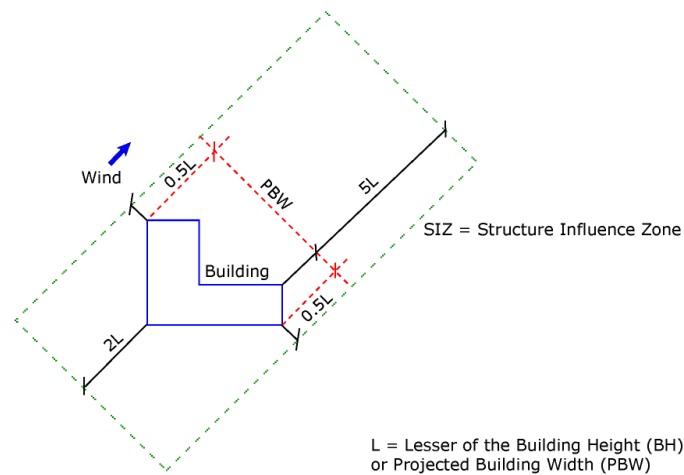 Wind
0.5L
PBW
5L
SIZ = Structure Influence Zone
Building
0.5L
2L
L = Lesser of the Building Height (BH)
or Projected Building Width (PBW)